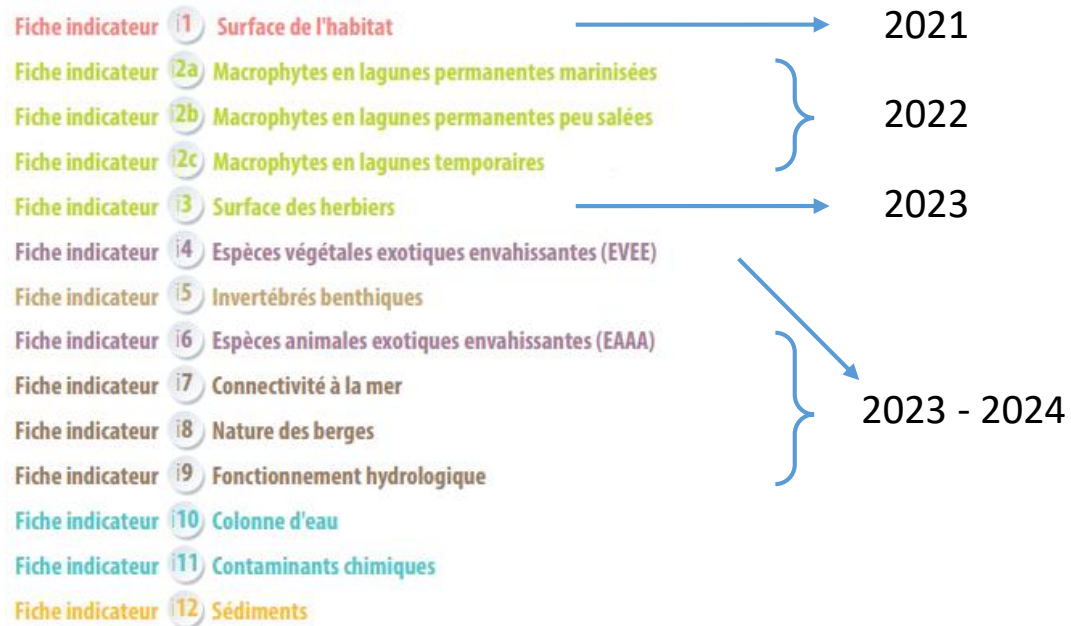 Fiche indicateur i1 Surface de l'habitat 2021
Fiche indicateur i2a Macrophytes en lagunes permanentes marinisées
Fiche indicateur i2b Macrophytes en lagunes permanentes peu salées 2022
Fiche indicateur i2c Macrophytes en lagunes temporaires
Fiche indicateur i3 Surface des herbiers 2023
Fiche indicateur i4 Espèces végétales exotiques envahissantes (EVEE)
Fiche indicateur i5 Invertébrés benthiques
Fiche indicateur i6 Espèces animales exotiques envahissantes (EAAA)
Fiche indicateur i7 Connectivité à la mer
2023 - 2024
Fiche indicateur i8 Nature des berges
Fiche indicateur i9 Fonctionnement hydrologique
Fiche indicateur i10 Colonne d'eau
Fiche indicateur i11 Contaminants chimiques
Fiche indicateur i12 Sédiments